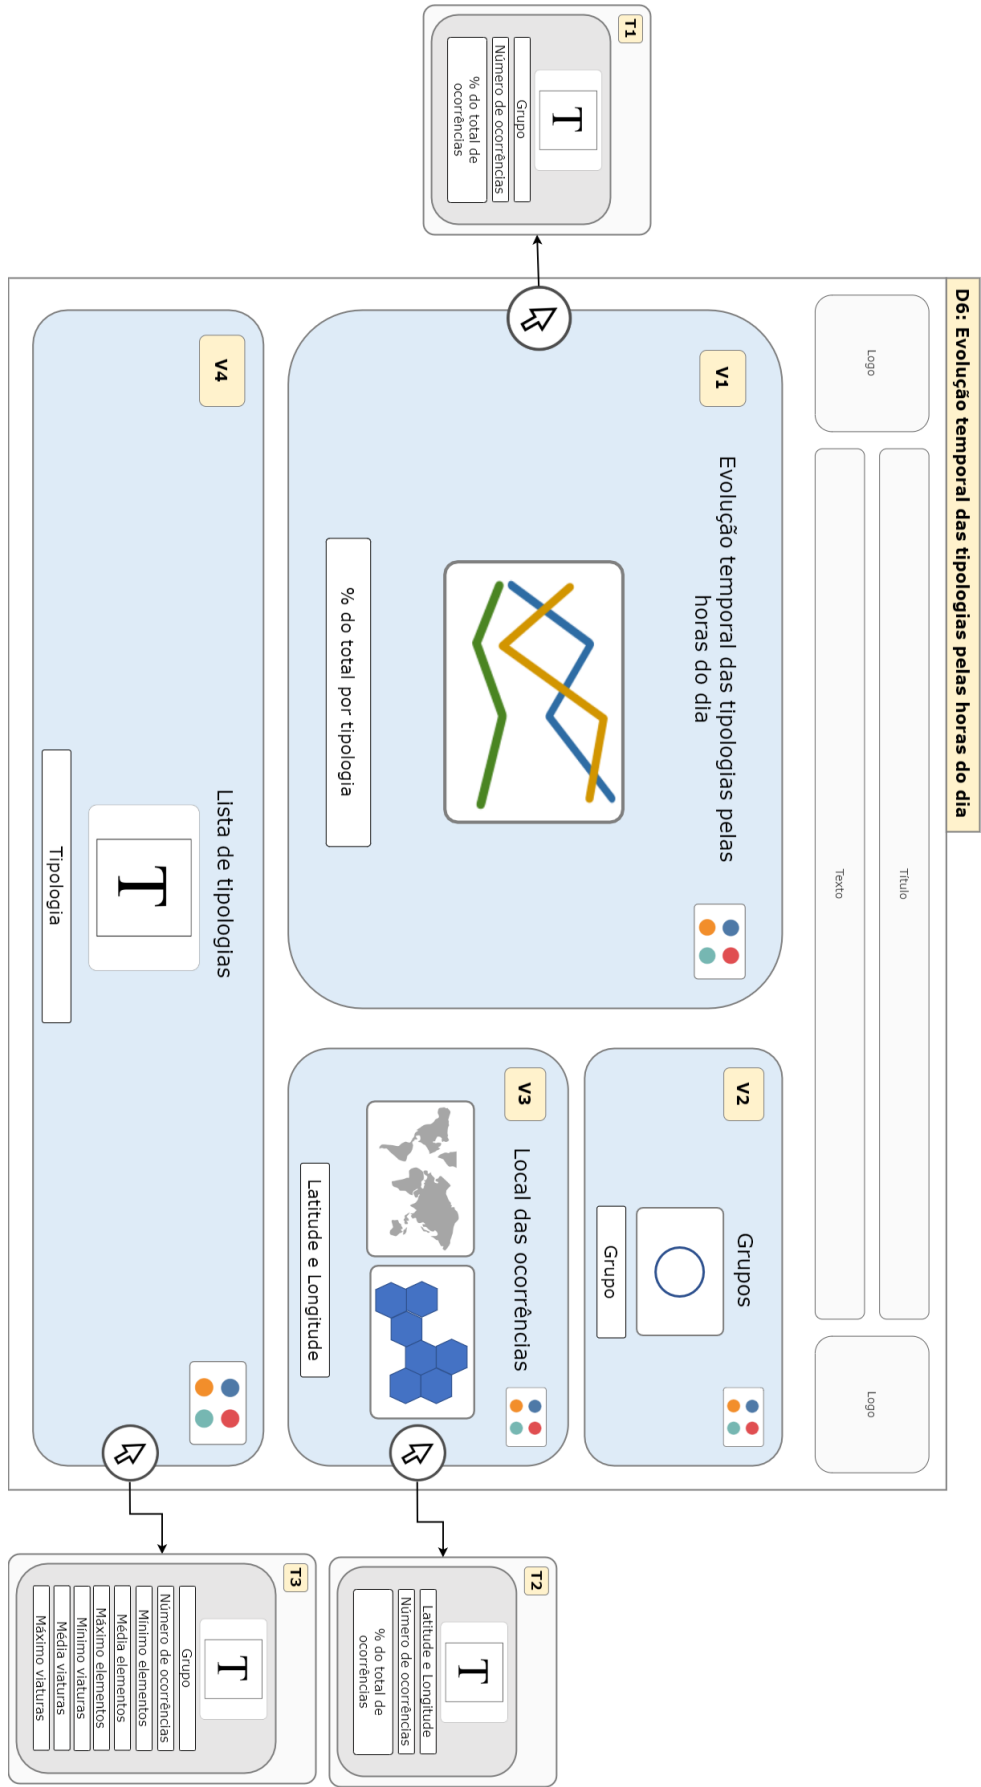 D6: Evolução temporal das tipologias pelas horas do dia
Logo
Título
Texto
Logo
T1
T
Grupo
Número de ocorrências
% do total de
ocorrências
V1
Evolução temporal das tipologias pelas
horas do dia
% do total por tipologia
V2
Grupos
Grupo
V3
Local das ocorrências
Latitude e Longitude
V4
Lista de tipologias
T
Tipologia
T2
T
Latitude e Longitude
Número de ocorrências
% do total de
ocorrências
T3
T
Grupo
Número de ocorrências
Mínimo elementos
Média elementos
Máximo elementos
Mínimo viaturas
Média viaturas
Máximo viaturas